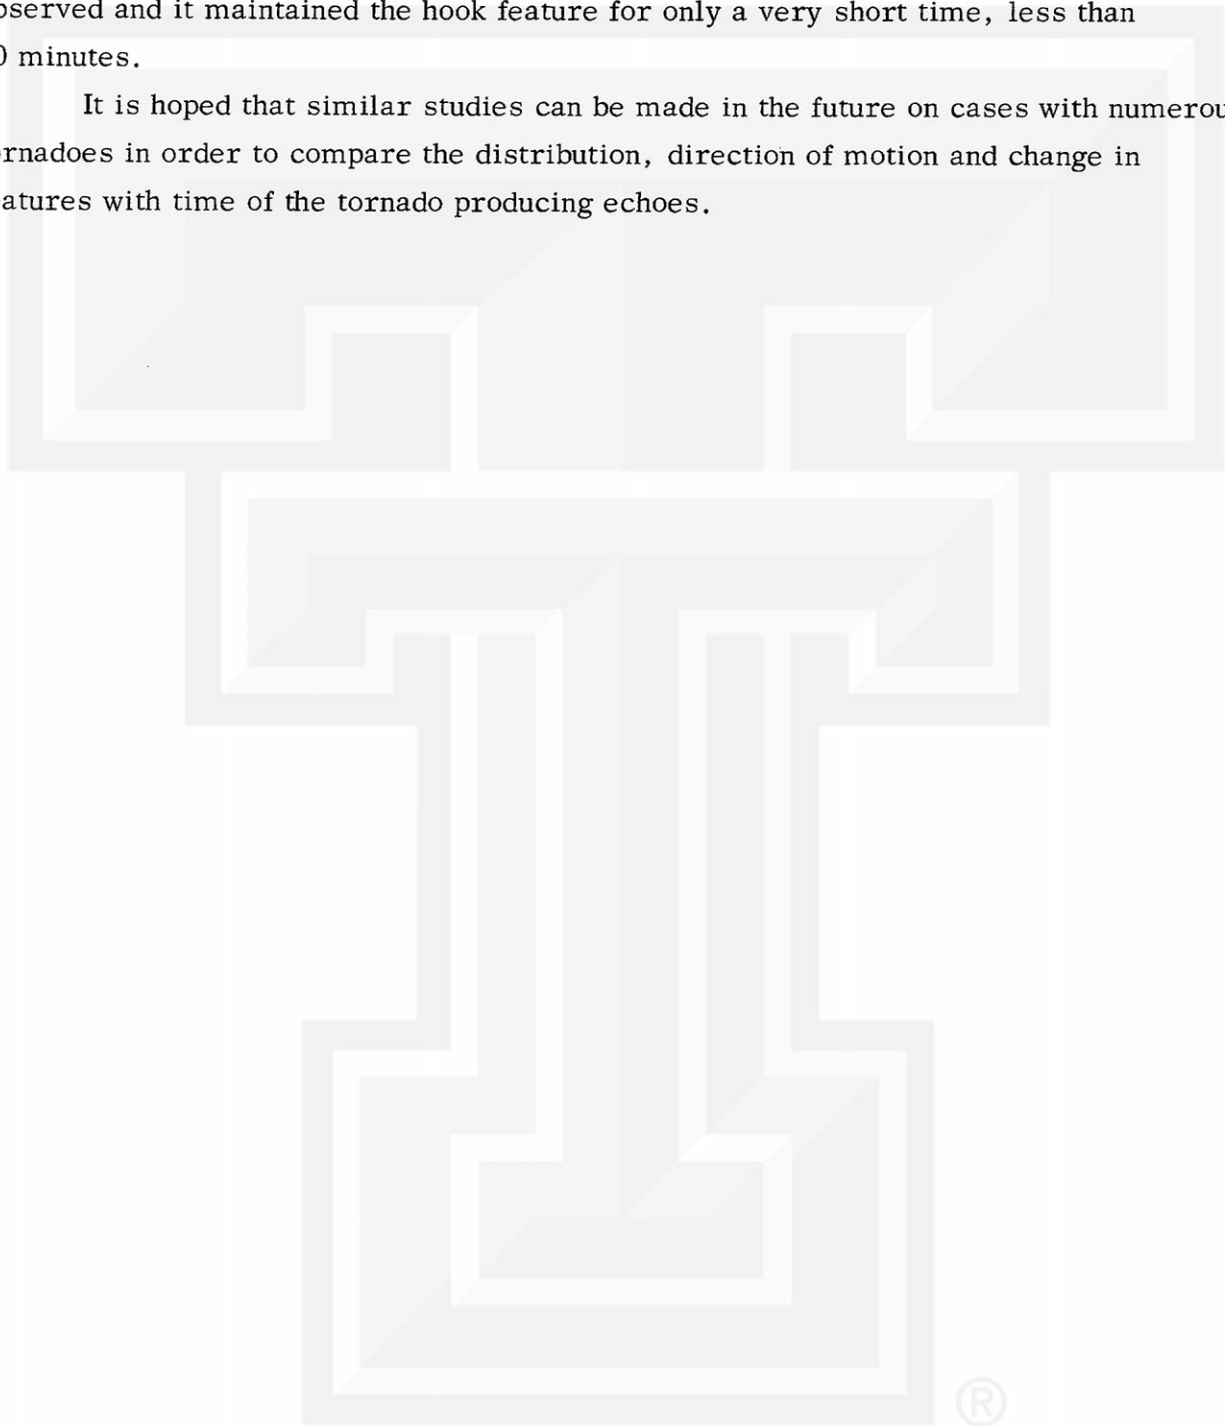 observed and it maintained the hook feature for only a very short time, less than
0 minutes.
It is hoped that similar studies can be made in the future on cases with numerou
rnadoes in order to compare the distribution, direction of motion and change in
atures with time of the tornado producing echoes.
®